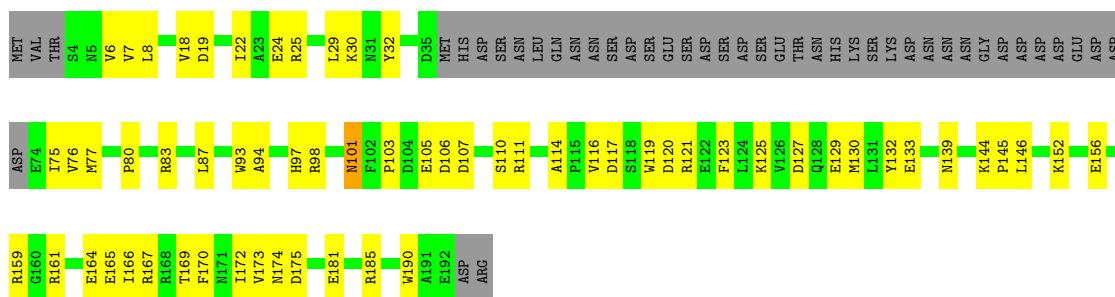 MET VAL THR S4 N5 V6 V7 L8 V18 D19 I22 A23 E24 R25 L29 K30 N31 Y32 D35 MET HIS ASP SER ASN LEU GLN ASN ASN SER ASP SER GLU SER ASP SER ASP SER GLU THR ASN HIS LYS SER LYS ASP ASN ASN ASN GLY ASP ASP ASP ASP GLU ASP ASP
ASP E74 I75 V76 M77 P80 R83 L87 W93 A94 H97 R98 N101 F102 P103 D104 E105 D106 D107 S110 R111 A114 P115 V116 D117 S118 W119 D120 R121 E122 F123 L124 K125 V126 D127 Q128 E129 M130 L131 Y132 E133 N139 K144 P145 L146 K152 E156
R159 G160 R161 E164 E165 I166 R167 R168 T169 F170 N171 I172 V173 N174 D175 E181 R185 W190 A191 E192 ASP ARG